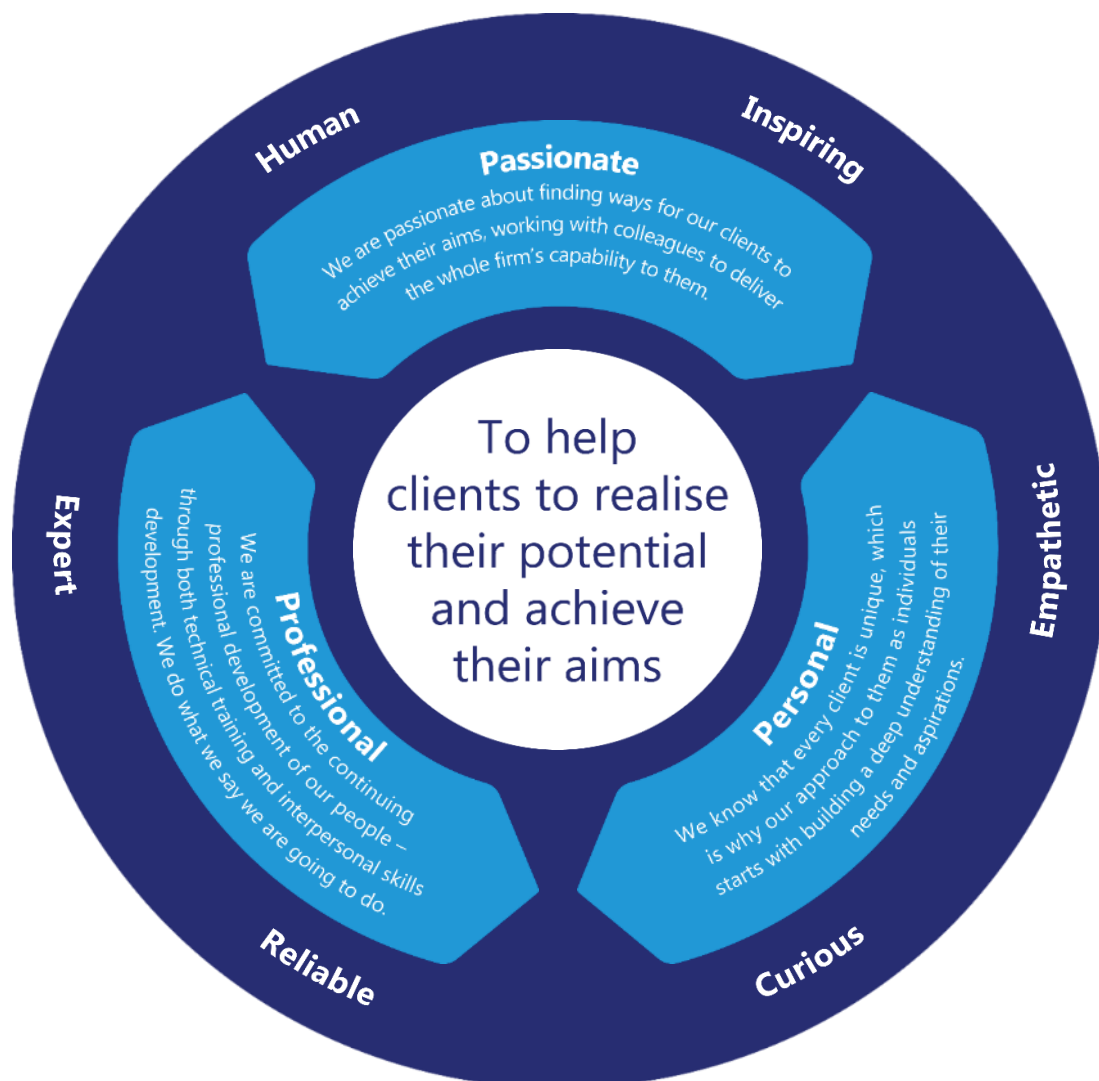 Human
Inspiring
Passionate
We are passionate about finding ways for our clients to
achieve their aims, working with colleagues to deliver
the whole firm's capability to them.
To help
clients to realise
their potential
and achieve
their aims
Empathetic
Personal
We know that every client is unique, which
is why our approach to them as individuals
starts with building a deep understanding of their
needs and aspirations.
Curious
Expert
Professional
We are committed to the continuing
professional development of our people –
through both technical training and interpersonal skills
development. We do what we say we are going to do.
Reliable